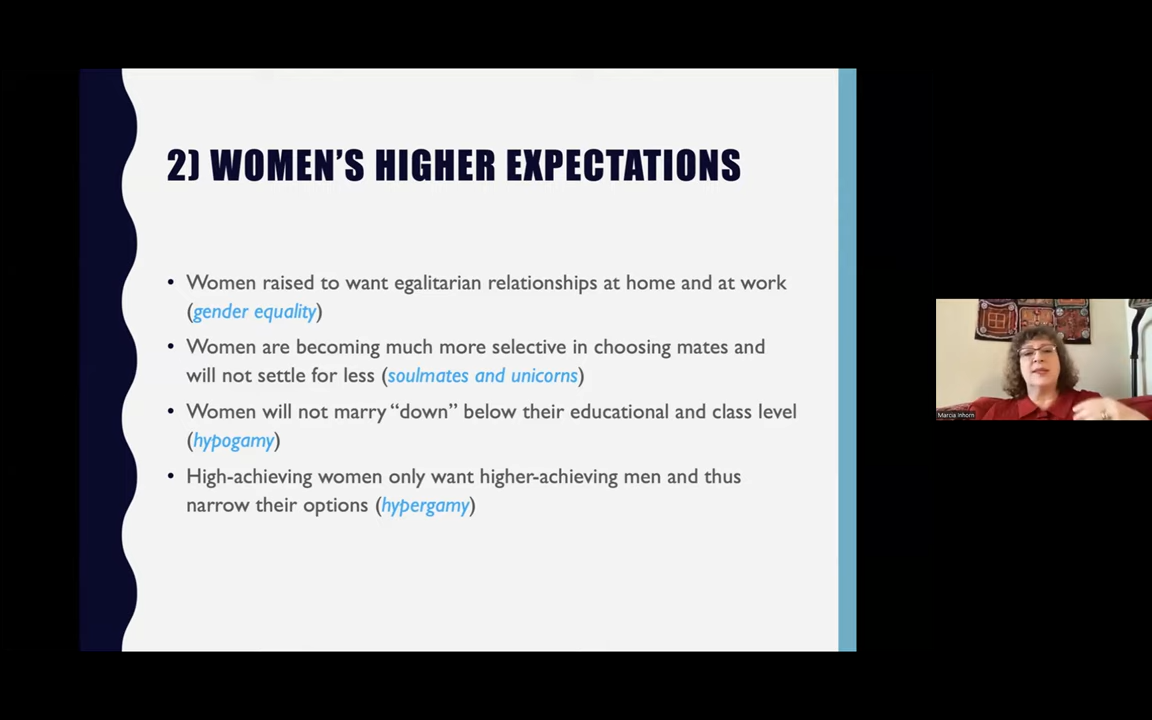 2) WOMEN'S HIGHER EXPECTATIONS
• Women raised to want egalitarian relationships at home and at work
(gender equality)
• Women are becoming much more selective in choosing mates and
will not settle for less (soulmates and unicorns)
• Women will not marry “down” below their educational and class level
(hypogamy)
• High-achieving women only want higher-achieving men and thus
narrow their options (hypergamy)
Marcia Inhorn